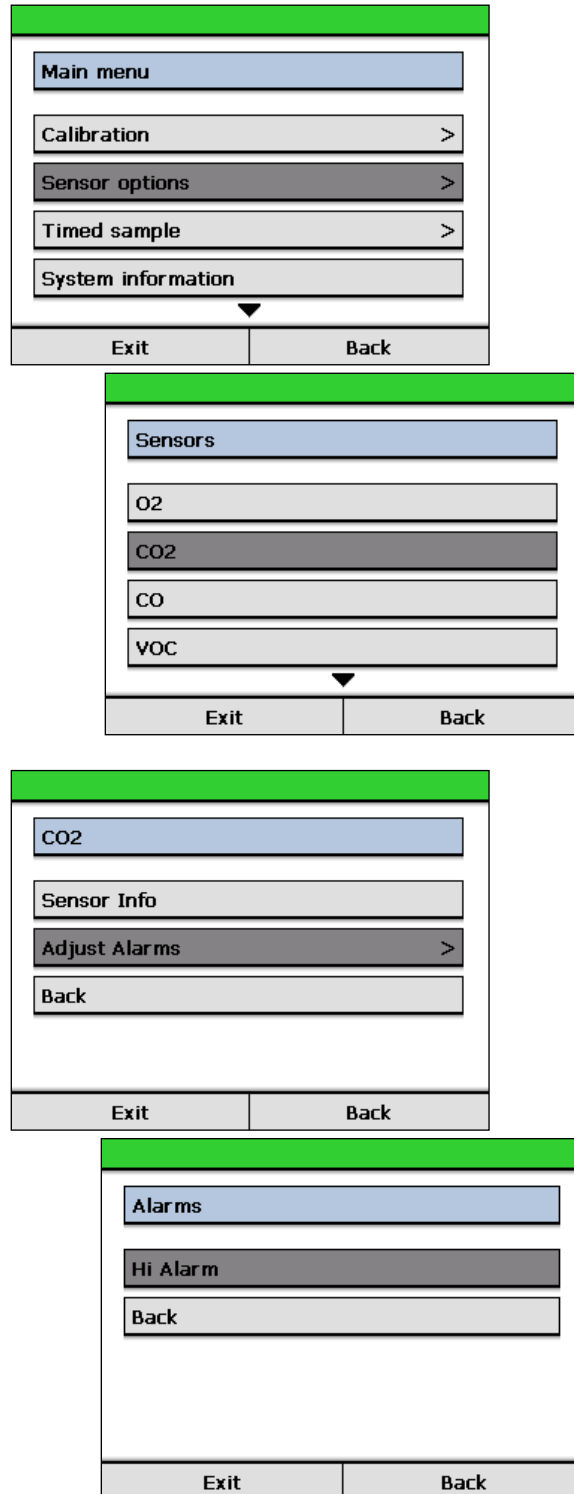 Main menu
Calibration >
Sensor options >
Timed sample >
System information
Exit Back
Sensors
O2
CO2
CO
VOC
Exit Back
CO2
Sensor Info
Adjust Alarms >
Back
Exit Back
Alarms
Hi Alarm
Back
Exit Back